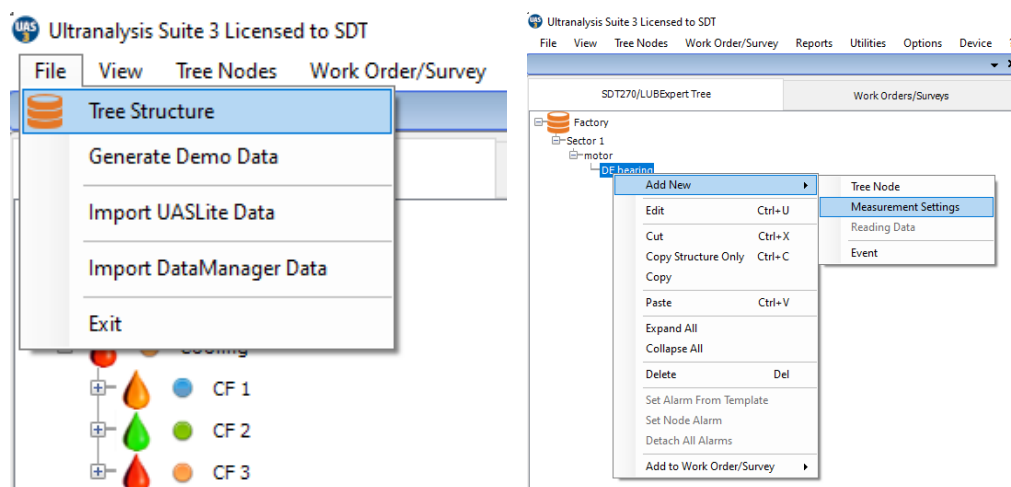 UAS
3
Ultranalysis Suite 3 Licensed to SDT
File View Tree Nodes Work Order/Survey
Tree Structure
Generate Demo Data
Import UASLite Data
Import DataManager Data
Exit
CF 1
CF 2
CF 3
UAS
3
Ultranalysis Suite 3 Licensed to SDT
File View Tree Nodes Work Order/Survey Reports Utilities Options Device
SDT270/LUBExpert Tree Work Orders/Surveys
Factory
Sector 1
motor
DE bearing
Add New
Edit Ctrl+U
Cut Ctrl+X
Copy Structure Only Ctrl+C
Copy
Paste Ctrl+V
Expand All
Collapse All
Delete Del
Set Alarm From Template
Set Node Alarm
Detach All Alarms
Add to Work Order/Survey
Tree Node
Measurement Settings
Reading Data
Event